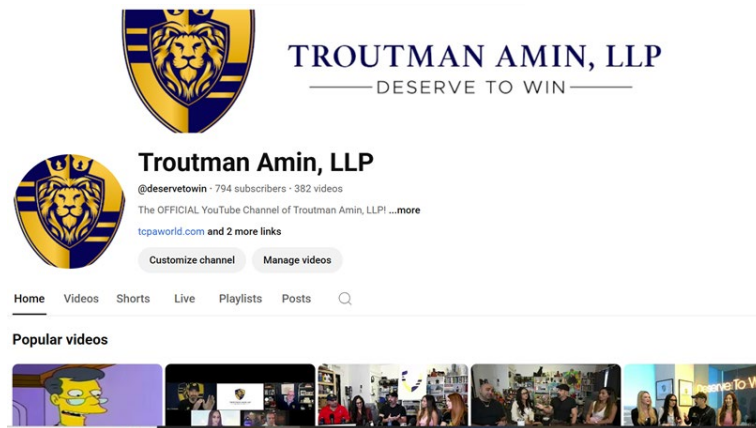 TROUTMAN AMIN, LLP
DESERVE TO WIN
Troutman Amin, LLP
@deservetowin · 794 subscribers · 382 videos
The OFFICIAL YouTube Channel of Troutman Amin, LLP! ...more
tcpaworld.com and 2 more links
Customize channel Manage videos
Home Videos Shorts Live Playlists Posts
Popular videos